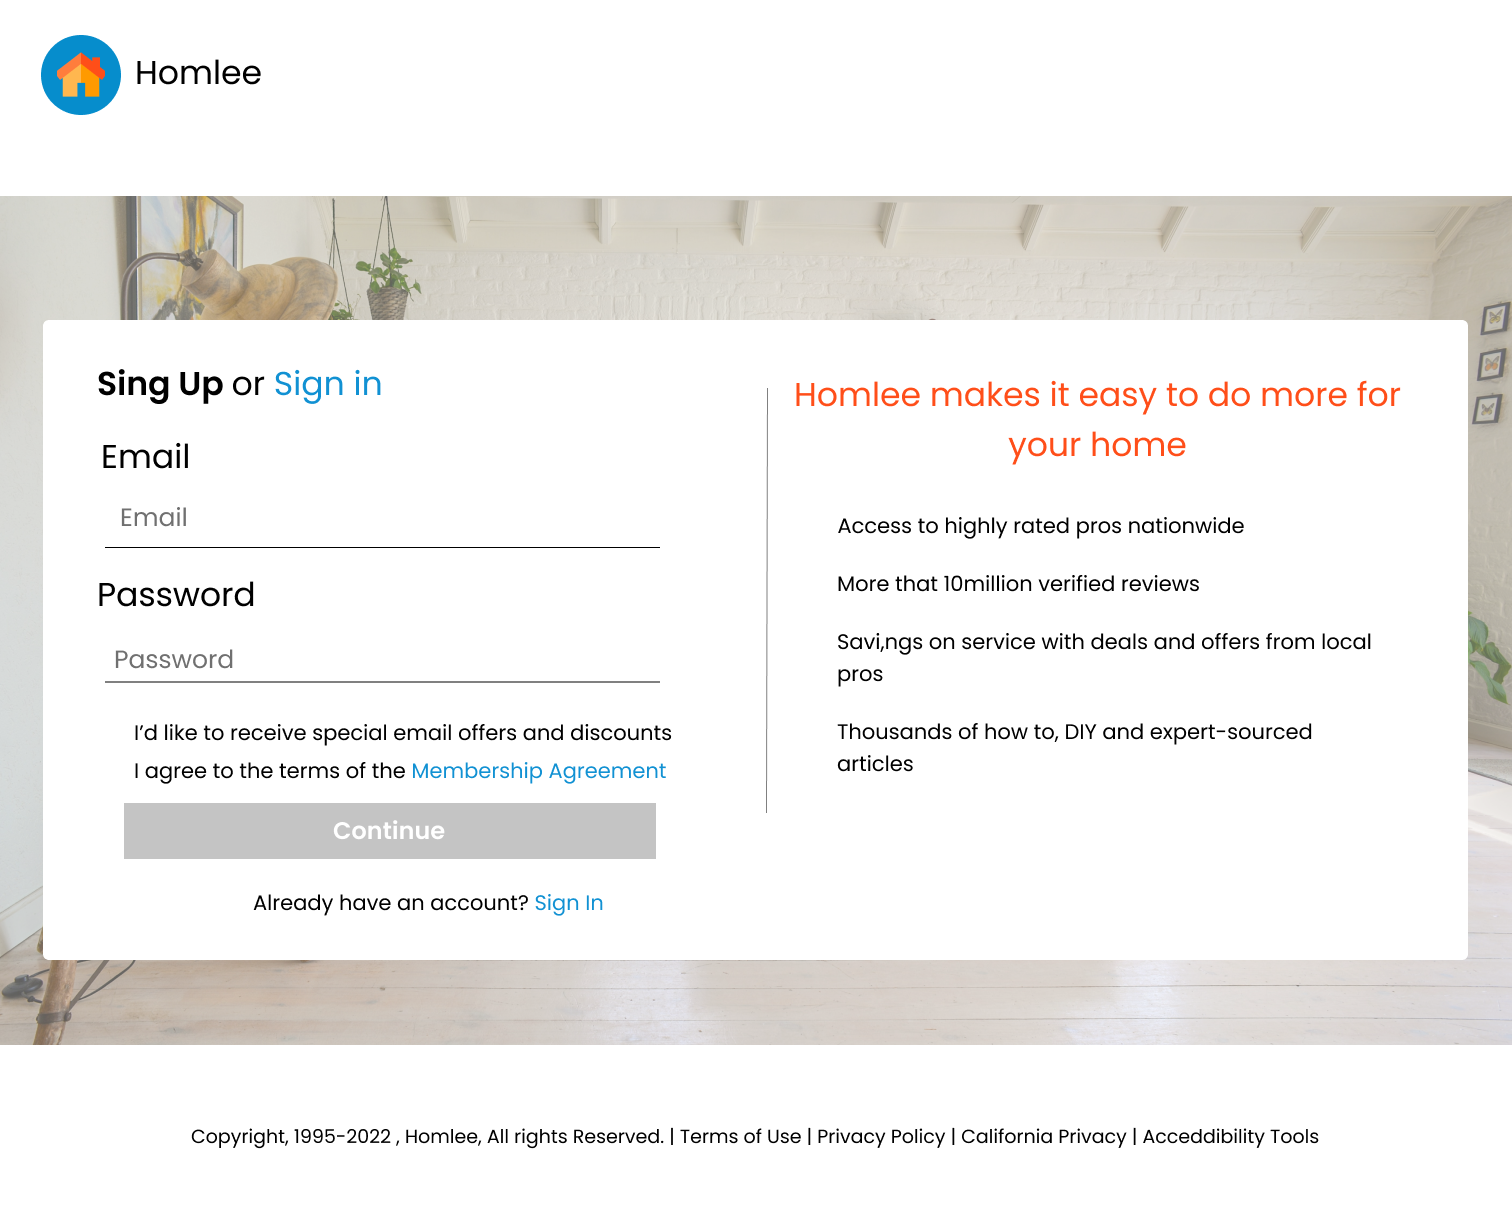 Homlee
Sing Up or Sign in
Email
Email
Password
Password
I’d like to receive special email offers and discounts
I agree to the terms of the Membership Agreement
Continue
Already have an account? Sign In
Homlee makes it easy to do more for
your home
Access to highly rated pros nationwide
More that 10million verified reviews
Savi,ngs on service with deals and offers from local
pros
Thousands of how to, DIY and expert-sourced
articles
Copyright, 1995-2022 , Homlee, All rights Reserved. | Terms of Use | Privacy Policy | California Privacy | Acceddibility Tools